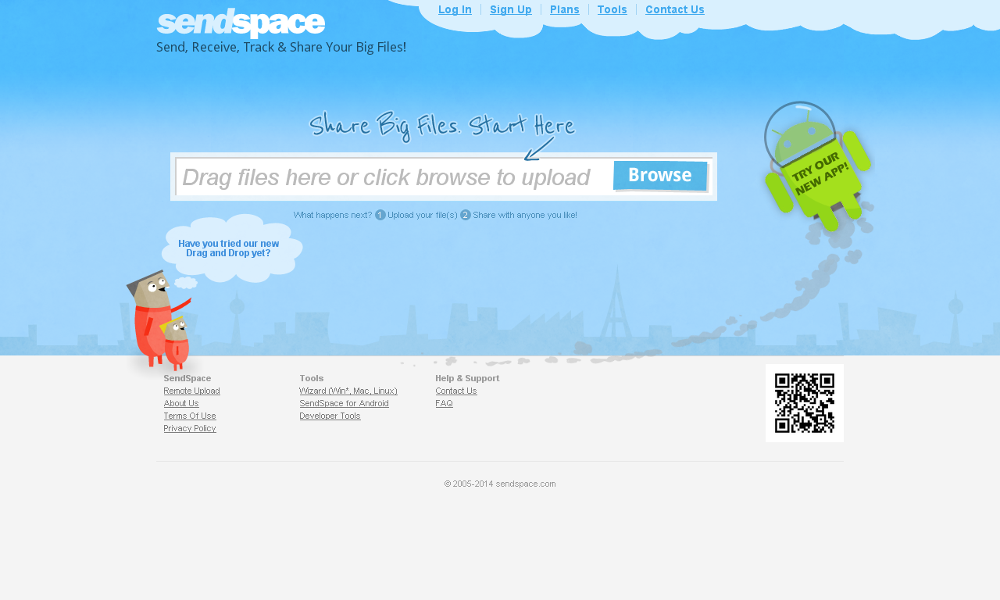 sendspace
Send, Receive, Track & Share Your Big Files!
Log In
Sign Up
Plans
Tools
Contact Us
Share Big Files. Start Here
Drag files here or click browse to upload
Browse
What happens next? 1 Upload your file(s) 2 Share with anyone you like!
TRY OUR
NEW APP!
Have you tried our new
Drag and Drop yet?
SendSpace
Remote Upload
About Us
Terms Of Use
Privacy Policy
Tools
Wizard (Win*, Mac, Linux)
SendSpace for Android
Developer Tools
Help & Support
Contact Us
FAQ
© 2005-2014 sendspace.com